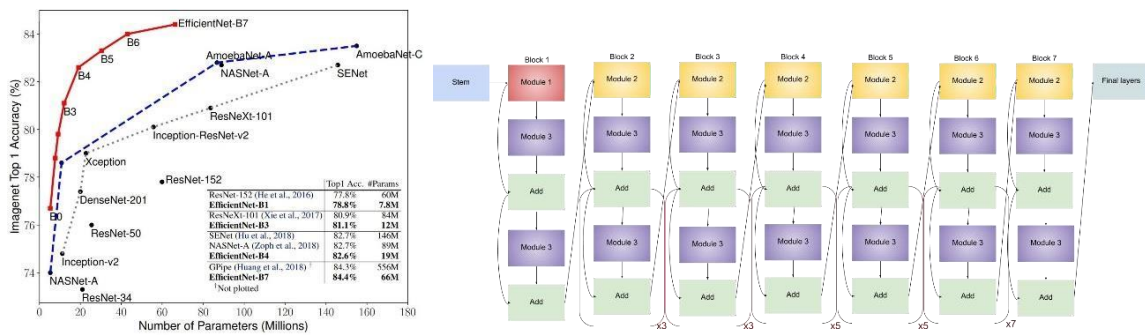 Imagenet Top 1 Accuracy (%)
84
82
80
78
76
74
0
20
40
60
80
100
120
140
160
180
Number of Parameters (Millions)
EfficientNet-B7
B6
B5
B4
B3
B0
AmoebaNet-A
AmoebaNet-C
NASNet-A
SENet
ResNeXt-101
Inception-ResNet-v2
Xception
ResNet-152
DenseNet-201
ResNet-50
Inception-v2
NASNet-A
ResNet-34
Top1 Acc. #Params
ResNet-152 (He et al., 2016) 77.8% 60M
EfficientNet-B1 78.8% 7.8M
ResNeXt-101 (Xie et al., 2017) 80.9% 84M
EfficientNet-B3 81.1% 12M
SENet (Hu et al., 2018) 82.7% 146M
NASNet-A (Zoph et al., 2018) 82.7% 89M
EfficientNet-B4 82.6% 19M
GPipe (Huang et al., 2018) † 84.3% 556M
EfficientNet-B7 84.4% 66M
†Not plotted
Block 1
Block 2
Block 3
Block 4
Block 5
Block 6
Block 7
Stem
Module 1
Module 2
Module 2
Module 2
Module 2
Module 2
Module 2
Final layers
Module 3
Module 3
Module 3
Module 3
Module 3
Module 3
Module 3
Add
Add
Add
Add
Add
Add
Add
Module 3
Module 3
Module 3
Module 3
Module 3
Module 3
Module 3
Add
Add
Add
Add
Add
Add
Add
x3
x3
x5
x5
x7